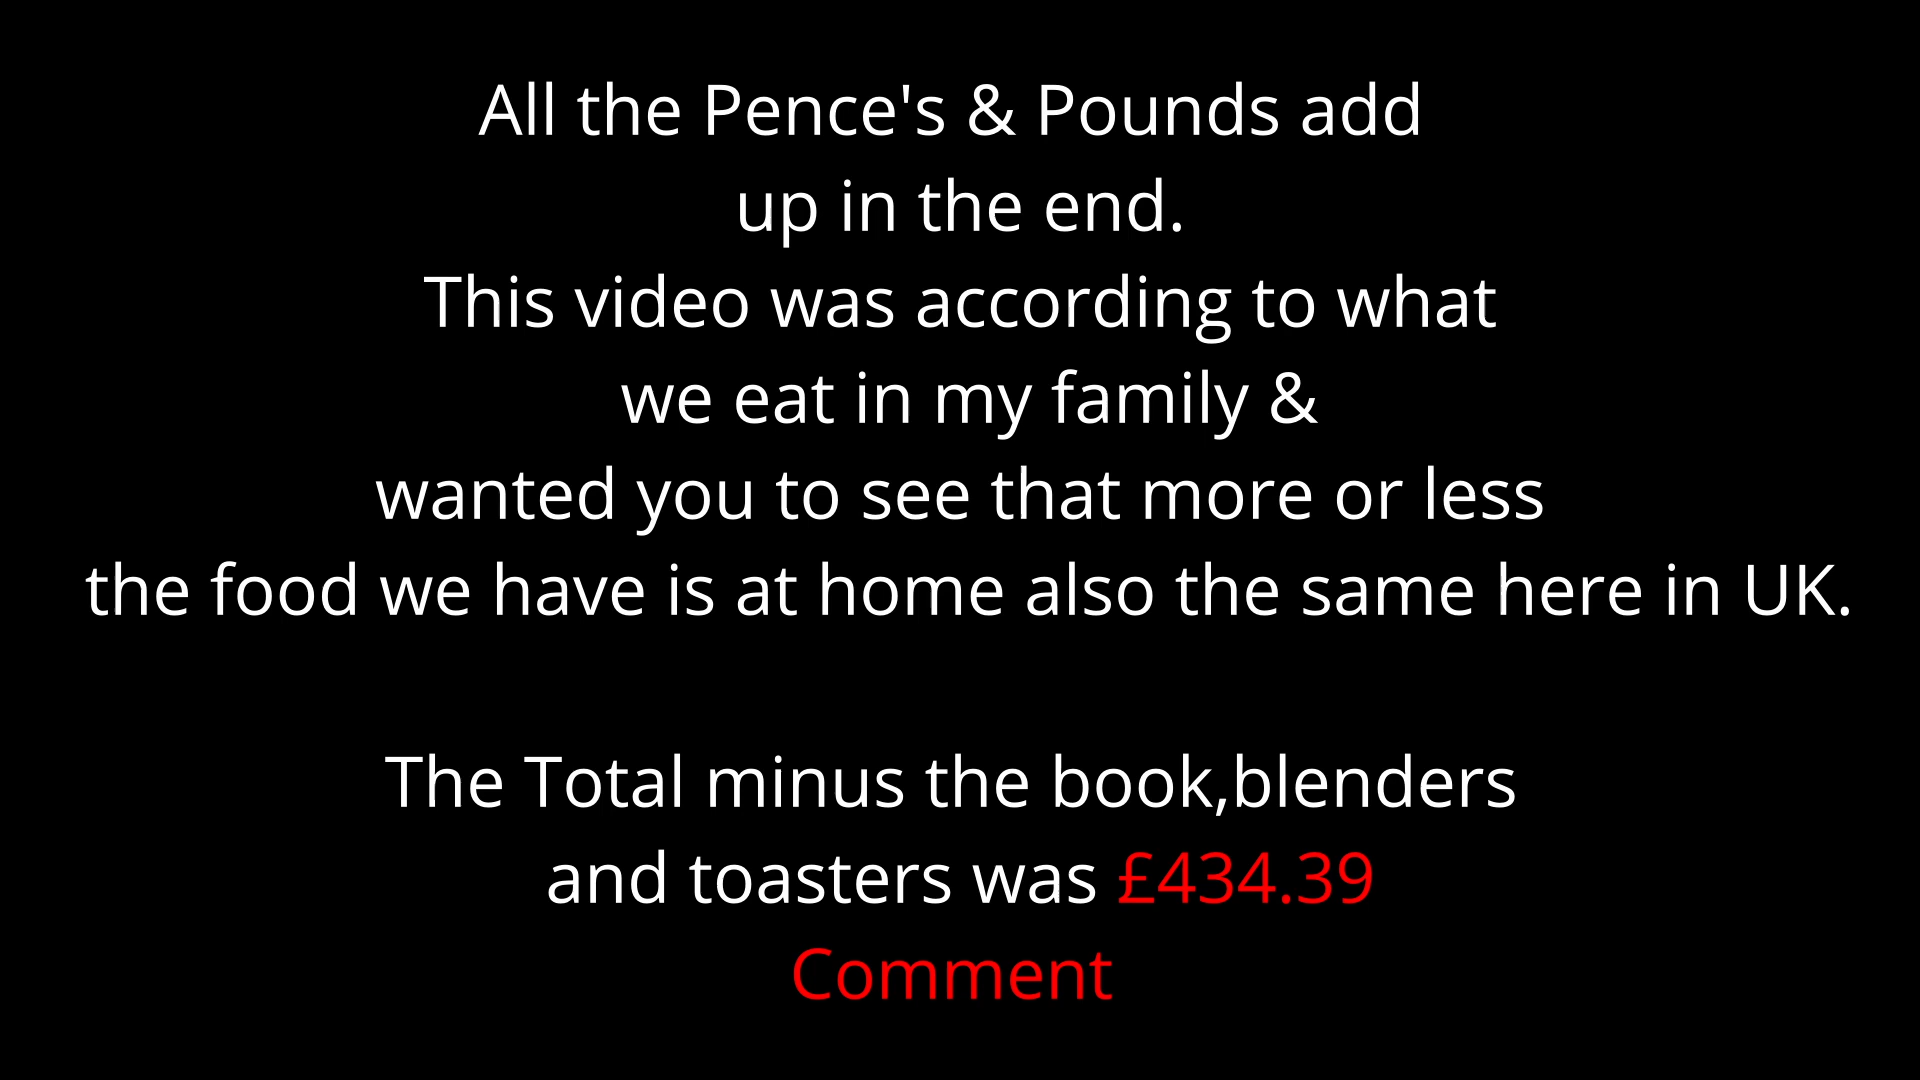 All the Pence's & Pounds add
up in the end.
This video was according to what
we eat in my family &
wanted you to see that more or less
the food we have is at home also the same here in UK.
The Total minus the book,blenders
and toasters was £434.39
Comment